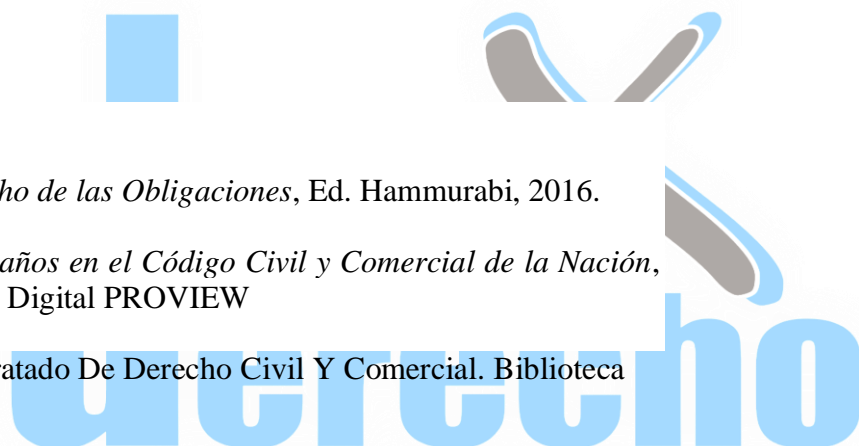 ho de las Obligaciones, Ed. Hammurabi, 2016.
años en el Código Civil y Comercial de la Nación,
Digital PROVIEW
ratado De Derecho Civil Y Comercial. Biblioteca
derecho